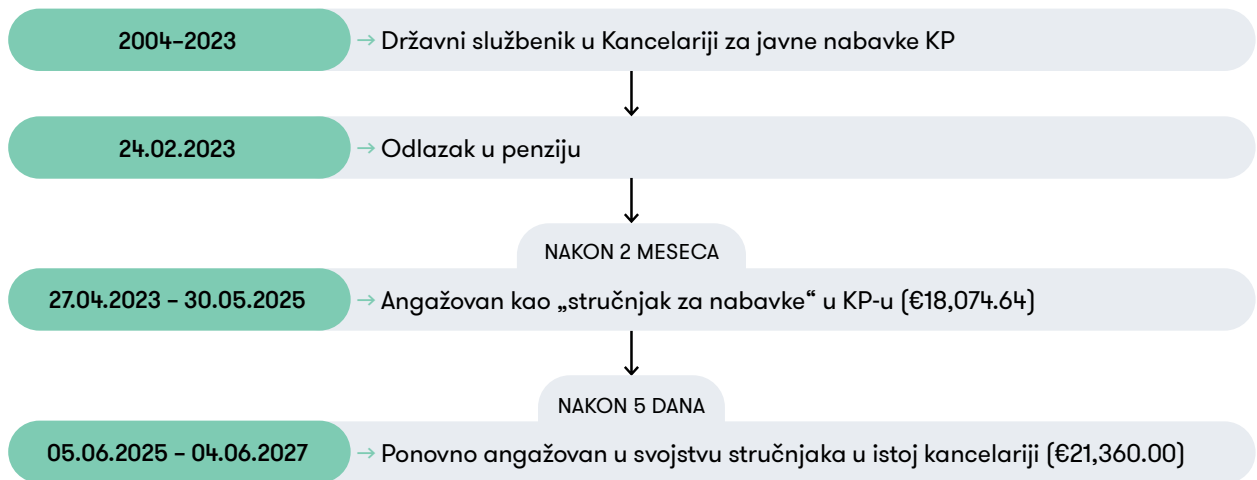 2004–2023 → Državni službenik u Kancelariji za javne nabavke KP
24.02.2023 → Odlazak u penziju
NAKON 2 MESECA
27.04.2023 – 30.05.2025 → Angažovan kao „stručnjak za nabavke“ u KP-u (€18,074.64)
NAKON 5 DANA
05.06.2025 – 04.06.2027 → Ponovno angažovan u svojstvu stručnjaka u istoj kancelariji (€21,360.00)